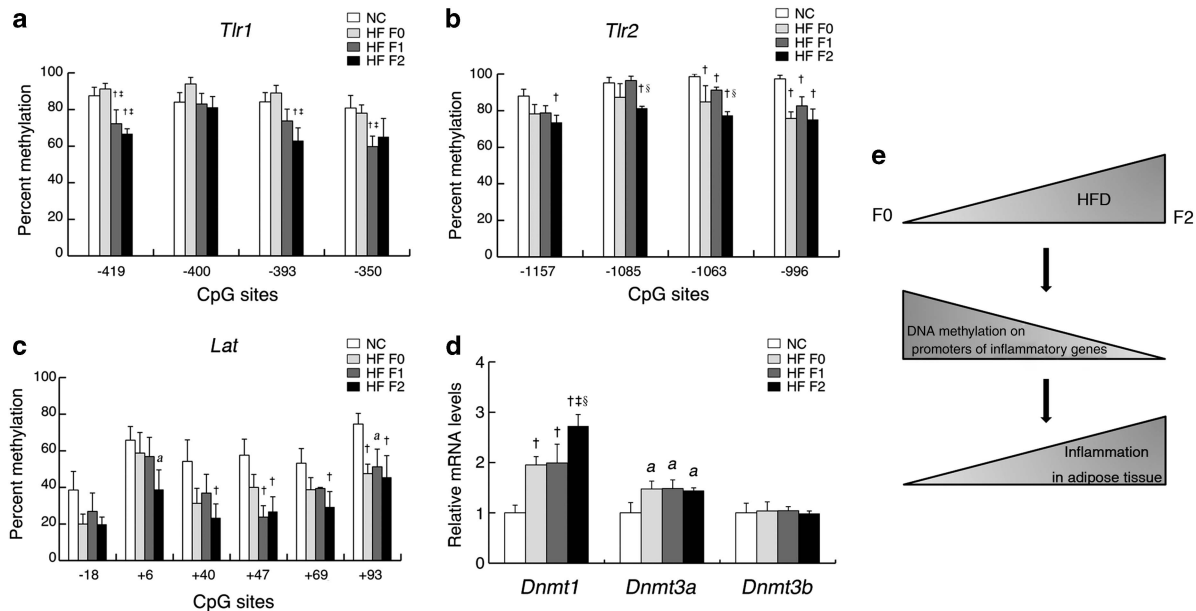 a
Tlr1
NC
HF F0
HF F1
HF F2
Percent methylation
100
80
60
40
20
0
†‡
†‡
†‡
†‡
-419
-400
-393
-350
CpG sites
b
Tlr2
NC
HF F0
HF F1
HF F2
Percent methylation
100
80
60
40
20
0
†
†§
†
†
†§
†
†
†
-1157
-1085
-1063
-996
CpG sites
c
Lat
NC
HF F0
HF F1
HF F2
Percent methylation
100
80
60
40
20
0
a
†
†
†
†
†
a
†
-18
+6
+40
+47
+69
+93
CpG sites
d
NC
HF F0
HF F1
HF F2
Relative mRNA levels
4
3
2
1
0
†
†
†‡§
a
a
a
Dnmt1
Dnmt3a
Dnmt3b
e
F0
HFD
F2
DNA methylation on
promoters of inflammatory genes
Inflammation
in adipose tissue